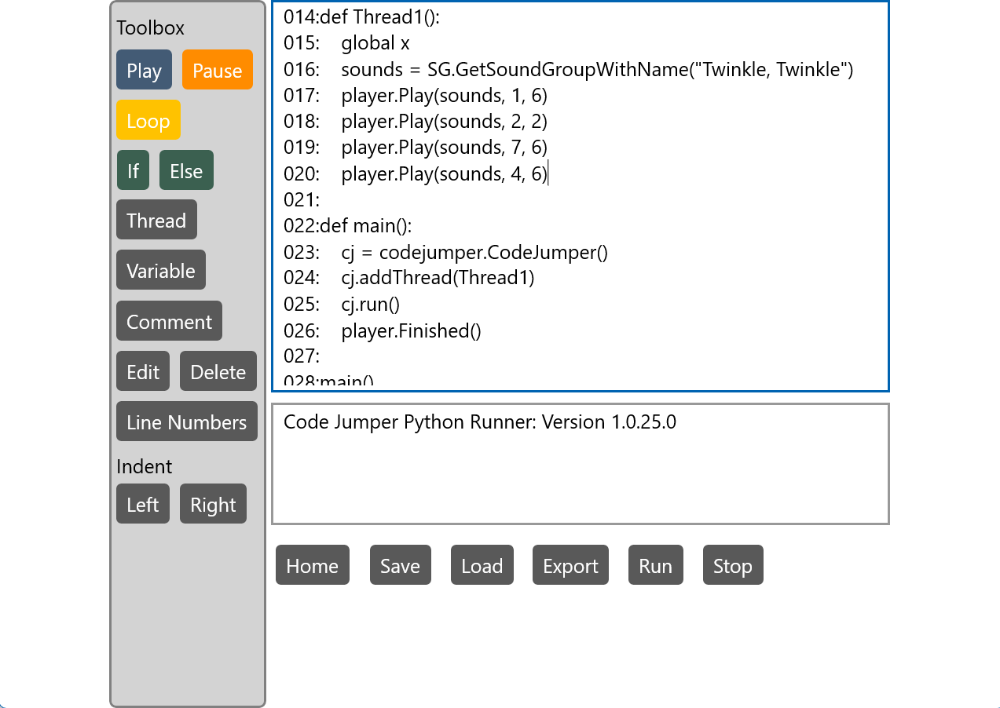 Toolbox
Play Pause
Loop
If Else
Thread
Variable
Comment
Edit Delete
Line Numbers
Indent
Left Right
014:def Thread1():
015:    global x
016:    sounds = SG.GetSoundGroupWithName("Twinkle, Twinkle")
017:    player.Play(sounds, 1, 6)
018:    player.Play(sounds, 2, 2)
019:    player.Play(sounds, 7, 6)
020:    player.Play(sounds, 4, 6)
021:
022:def main():
023:    cj = codejumper.CodeJumper()
024:    cj.addThread(Thread1)
025:    cj.run()
026:    player.Finished()
027:
028:main()
Code Jumper Python Runner: Version 1.0.25.0
Home Save Load Export Run Stop